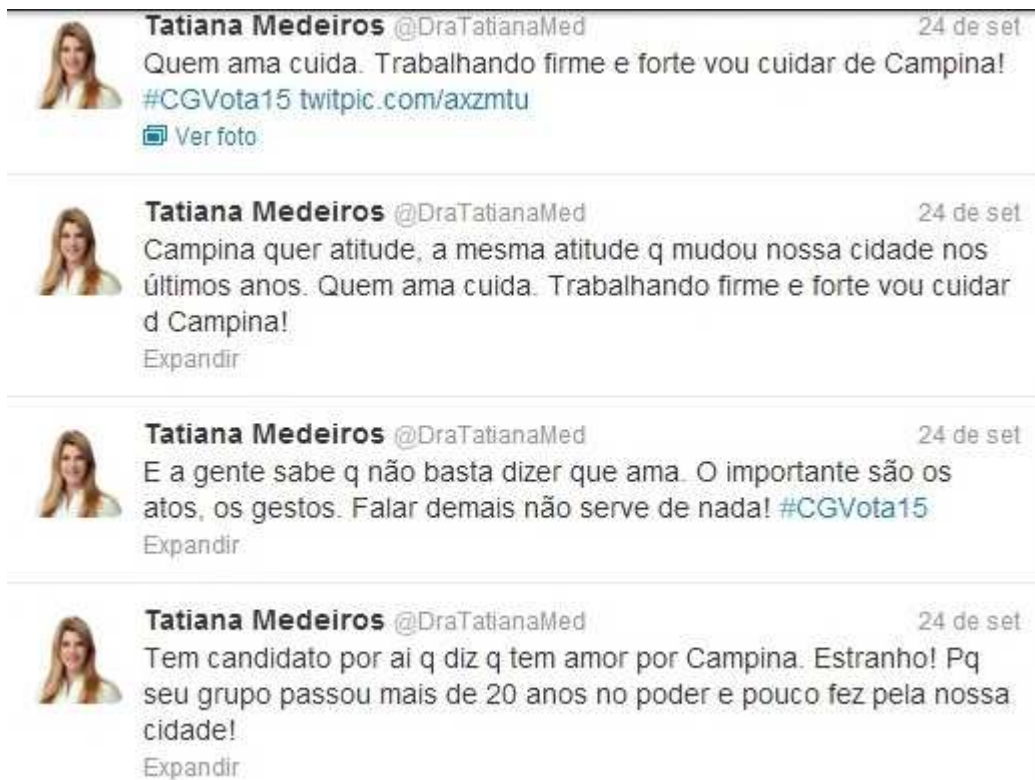 Tatiana Medeiros @DraTatianaMed 24 de set
Quem ama cuida. Trabalhando firme e forte vou cuidar de Campina!
#CGVota15 twitpic.com/axzmtu
Ver foto
Tatiana Medeiros @DraTatianaMed 24 de set
Campina quer atitude, a mesma atitude q mudou nossa cidade nos
últimos anos. Quem ama cuida. Trabalhando firme e forte vou cuidar
d Campina!
Expandir
Tatiana Medeiros @DraTatianaMed 24 de set
E a gente sabe q não basta dizer que ama. O importante são os
atos, os gestos. Falar demais não serve de nada! #CGVota15
Expandir
Tatiana Medeiros @DraTatianaMed 24 de set
Tem candidato por ai q diz q tem amor por Campina. Estranho! Pq
seu grupo passou mais de 20 anos no poder e pouco fez pela nossa
cidade!
Expandir